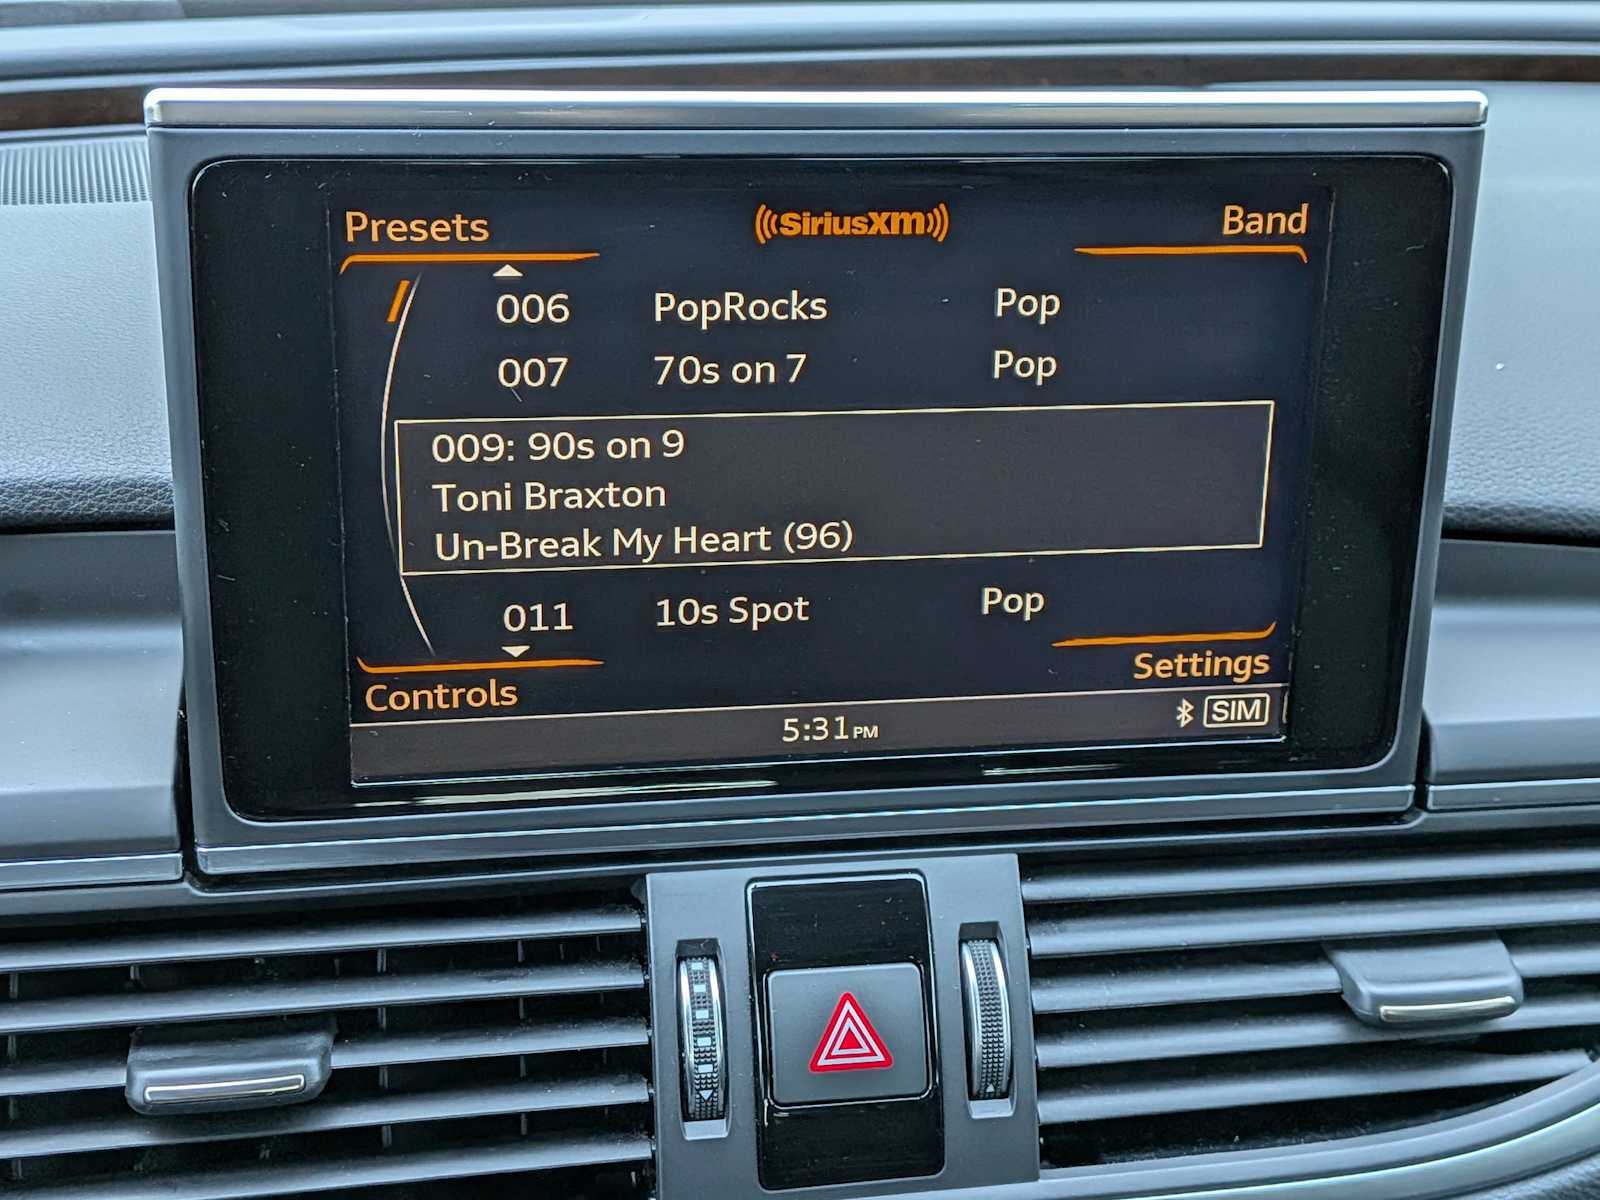 Presets
SiriusXM
Band
006 PopRocks Pop
007 70s on 7 Pop
009: 90s on 9
Toni Braxton
Un-Break My Heart (96)
011 10s Spot Pop
Controls
Settings
5:31PM
SIM